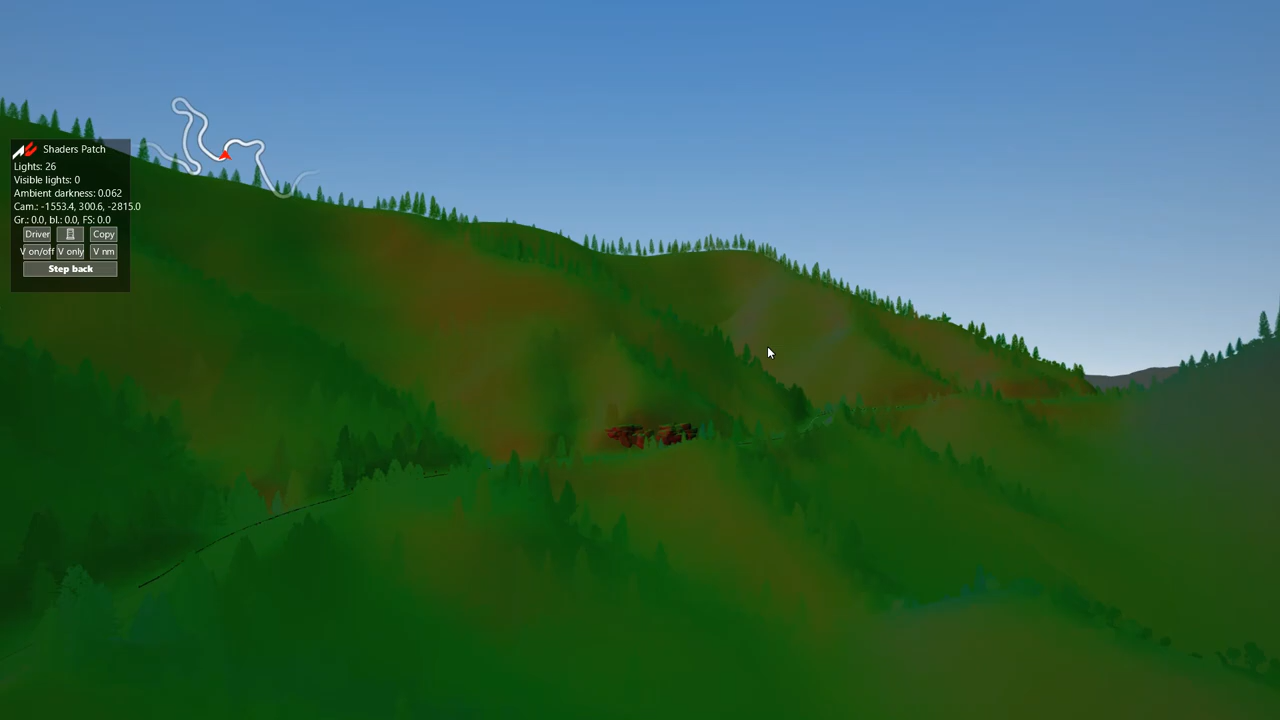 Shaders Patch
Lights: 26
Visible lights: 0
Ambient darkness: 0.062
Cam.: -1553.4, 300.6, -2815.0
Gr.: 0.0, bl.: 0.0, FS: 0.0
Driver Copy
V on/off V only V nm
Step back